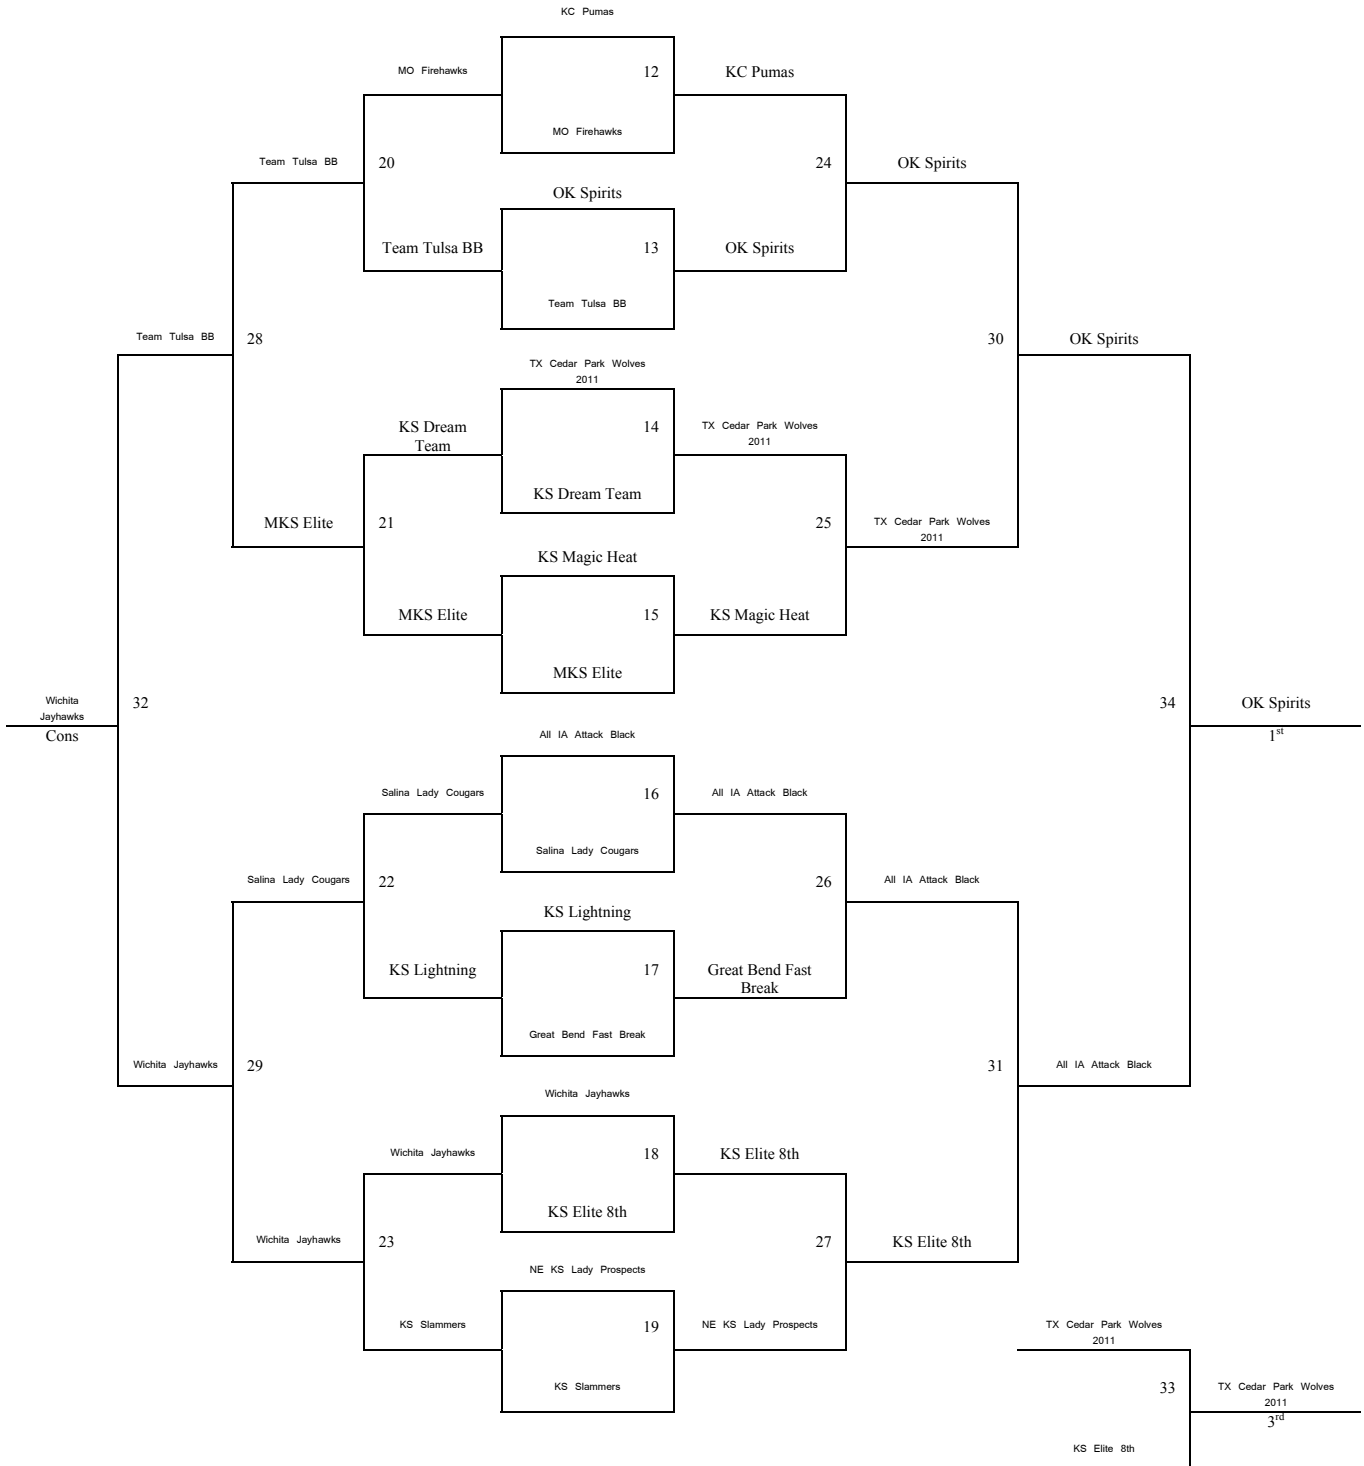 KC Pumas
MO Firehawks
12
KC Pumas
MO Firehawks
Team Tulsa BB
20
24
OK Spirits
OK Spirits
Team Tulsa BB
13
OK Spirits
Team Tulsa BB
Team Tulsa BB
28
30
OK Spirits
TX Cedar Park Wolves
2011
KS Dream
Team
14
TX Cedar Park Wolves
2011
KS Dream Team
MKS Elite
21
25
TX Cedar Park Wolves
2011
KS Magic Heat
MKS Elite
15
KS Magic Heat
MKS Elite
Wichita
Jayhawks
Cons
32
34
OK Spirits
1st
All IA Attack Black
Salina Lady Cougars
16
All IA Attack Black
Salina Lady Cougars
Salina Lady Cougars
22
26
All IA Attack Black
KS Lightning
KS Lightning
17
Great Bend Fast
Break
Great Bend Fast Break
Wichita Jayhawks
29
31
All IA Attack Black
Wichita Jayhawks
Wichita Jayhawks
18
KS Elite 8th
KS Elite 8th
Wichita Jayhawks
23
27
KS Elite 8th
NE KS Lady Prospects
KS Slammers
19
NE KS Lady Prospects
KS Slammers
TX Cedar Park Wolves
2011
33
TX Cedar Park Wolves
2011
3rd
KS Elite 8th